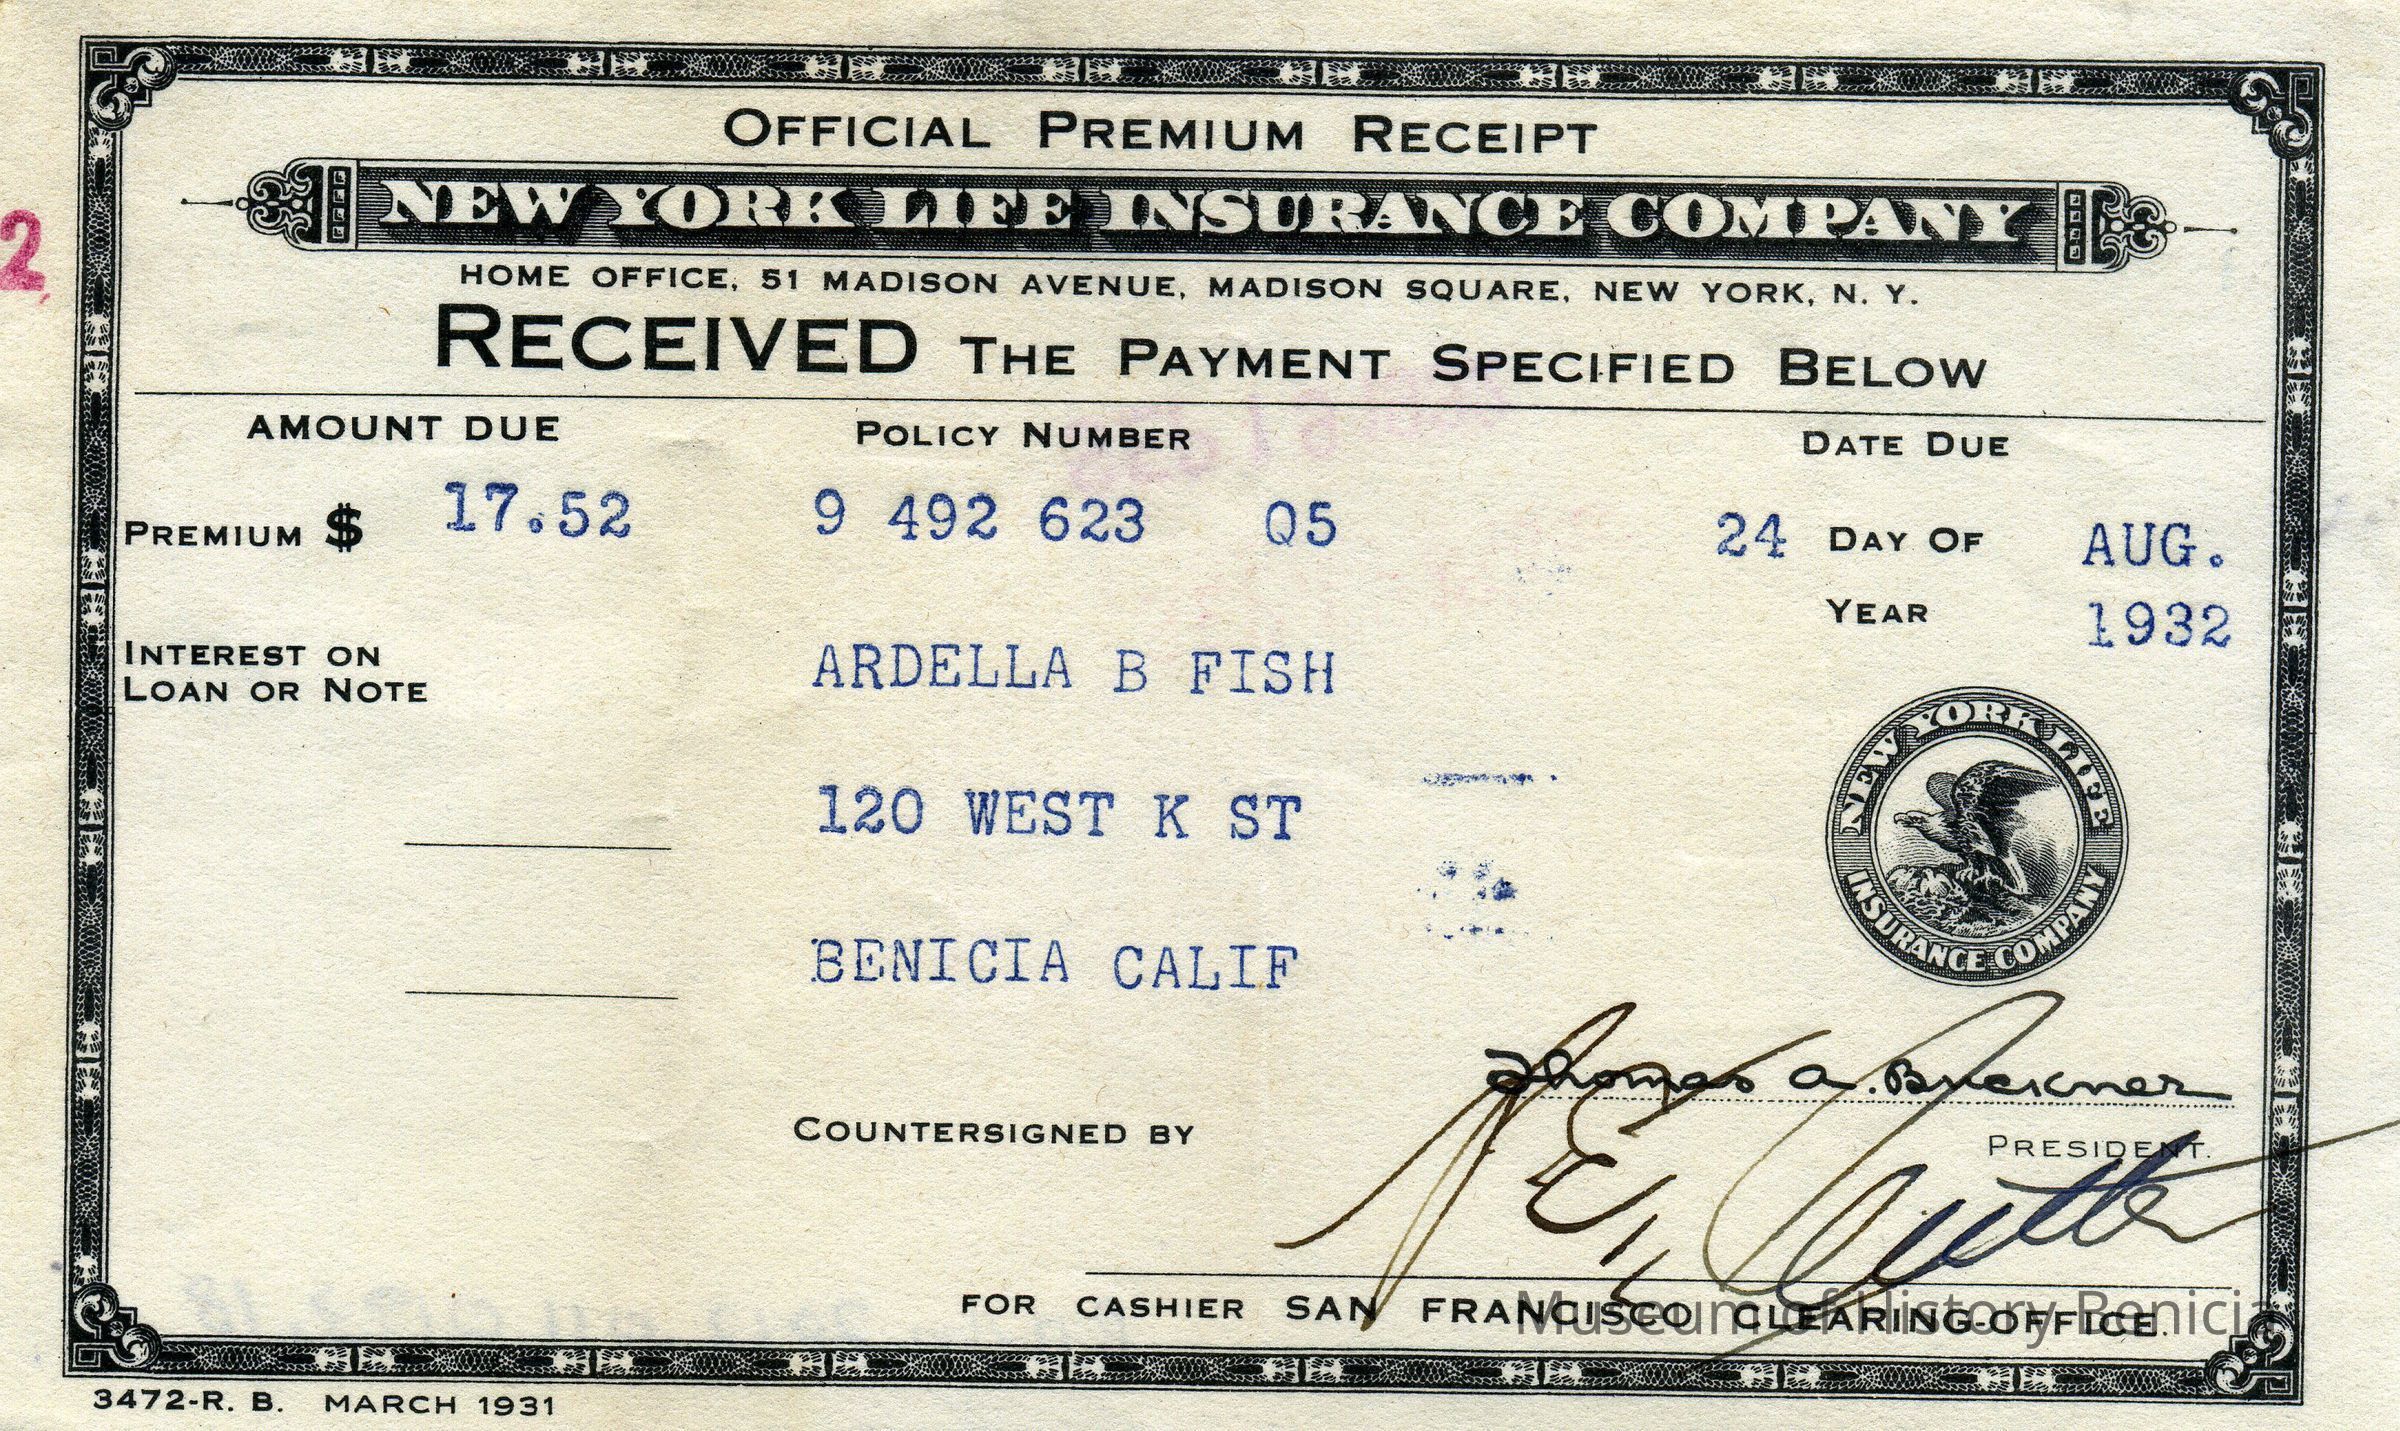 OFFICIAL PREMIUM RECEIPT
NEW YORK LIFE INSURANCE COMPANY
2
HOME OFFICE, 51 MADISON AVENUE, MADISON SQUARE, NEW YORK, N. Y.
RECEIVED THE PAYMENT SPECIFIED BELOW
AMOUNT DUE POLICY NUMBER DATE DUE
PREMIUM $ 17.52 9 492 623 Q5 24 DAY OF AUG.
YEAR 1932
INTEREST ON
LOAN OR NOTE
ARDELLA B FISH
120 WEST K ST
BENICIA CALIF
NEW YORK LIFE
INSURANCE COMPANY
Thomas A. Buckner
PRESIDENT.
COUNTERSIGNED BY
FOR CASHIER SAN FRANCISCO CLEARING-OFFICE.
Museum of History Benicia
3472-R. B. MARCH 1931